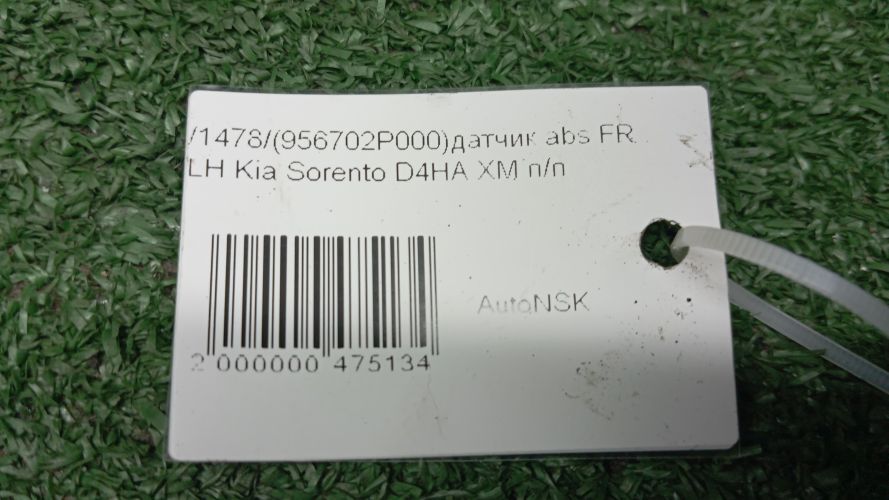 /1478/(956702P000)датчик abs FR
LH Kia Sorento D4HA XM п/п
AutoNSK
2 000000 475134